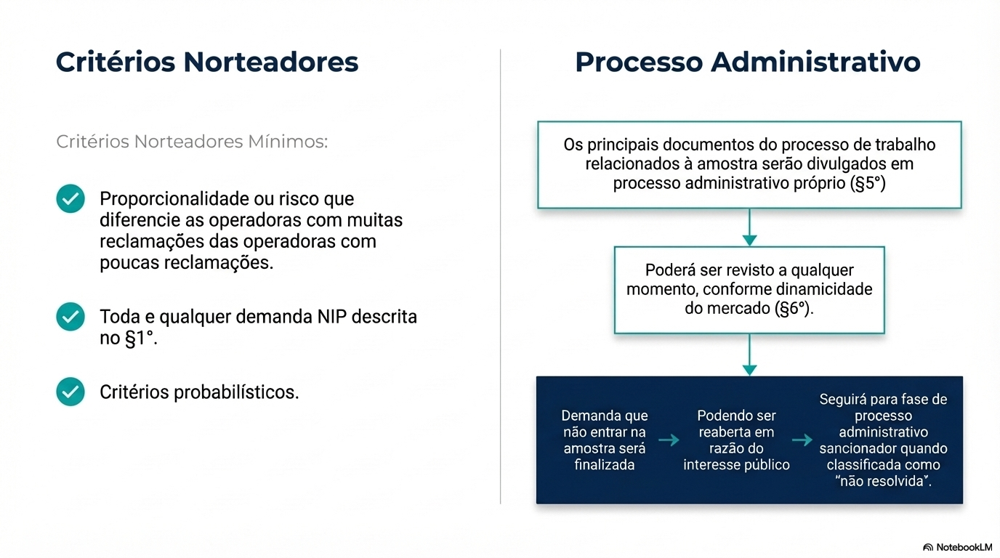 Critérios Norteadores
Critérios Norteadores Mínimos:
Proporcionalidade ou risco que
diferencie as operadoras com muitas
reclamações das operadoras com
poucas reclamações.
Toda e qualquer demanda NIP descrita
no §1°.
Critérios probabilísticos.
Processo Administrativo
Os principais documentos do processo de trabalho
relacionados à amostra serão divulgados em
processo administrativo próprio (§5°)
Poderá ser revisto a qualquer
momento, conforme dinamicidade
do mercado (§6º).
Demanda que
não entrar na
amostra será
finalizada
Podendo ser
reaberta em
razão do
interesse público
Seguirá para fase de
processo
administrativo
sancionador quando
classificada como
"não resolvida".
NotebookLM